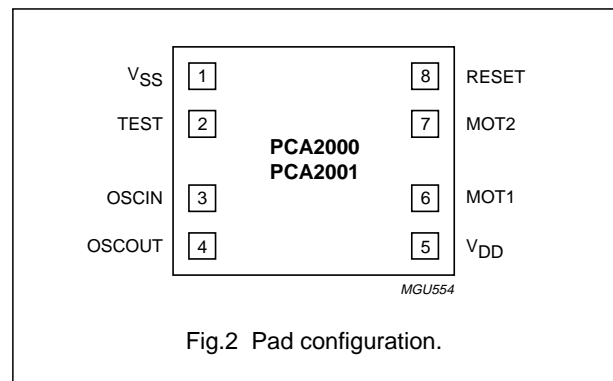 VSS 1 8 RESET
TEST 2 7 MOT2
PCA2000
PCA2001
OSCIN 3 6 MOT1
OSCOUT 4 5 VDD
MGU554
Fig.2 Pad configuration.